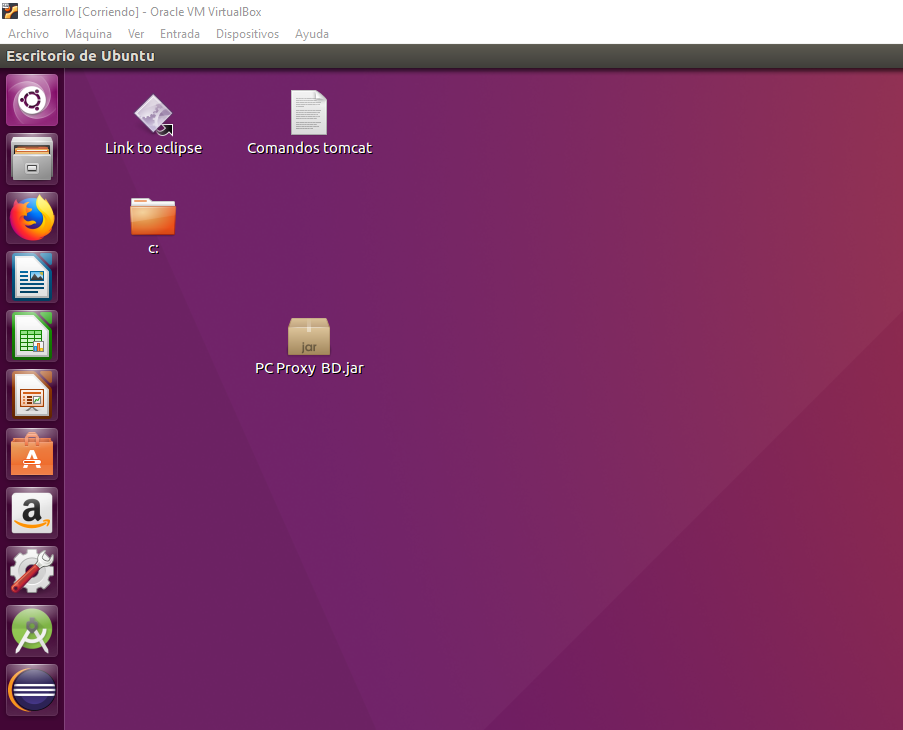 desarrollo [Corriendo] - Oracle VM VirtualBox
Archivo Máquina Ver Entrada Dispositivos Ayuda
Escritorio de Ubuntu
Link to eclipse
Comandos tomcat
c:
jar
PC Proxy BD.jar
a